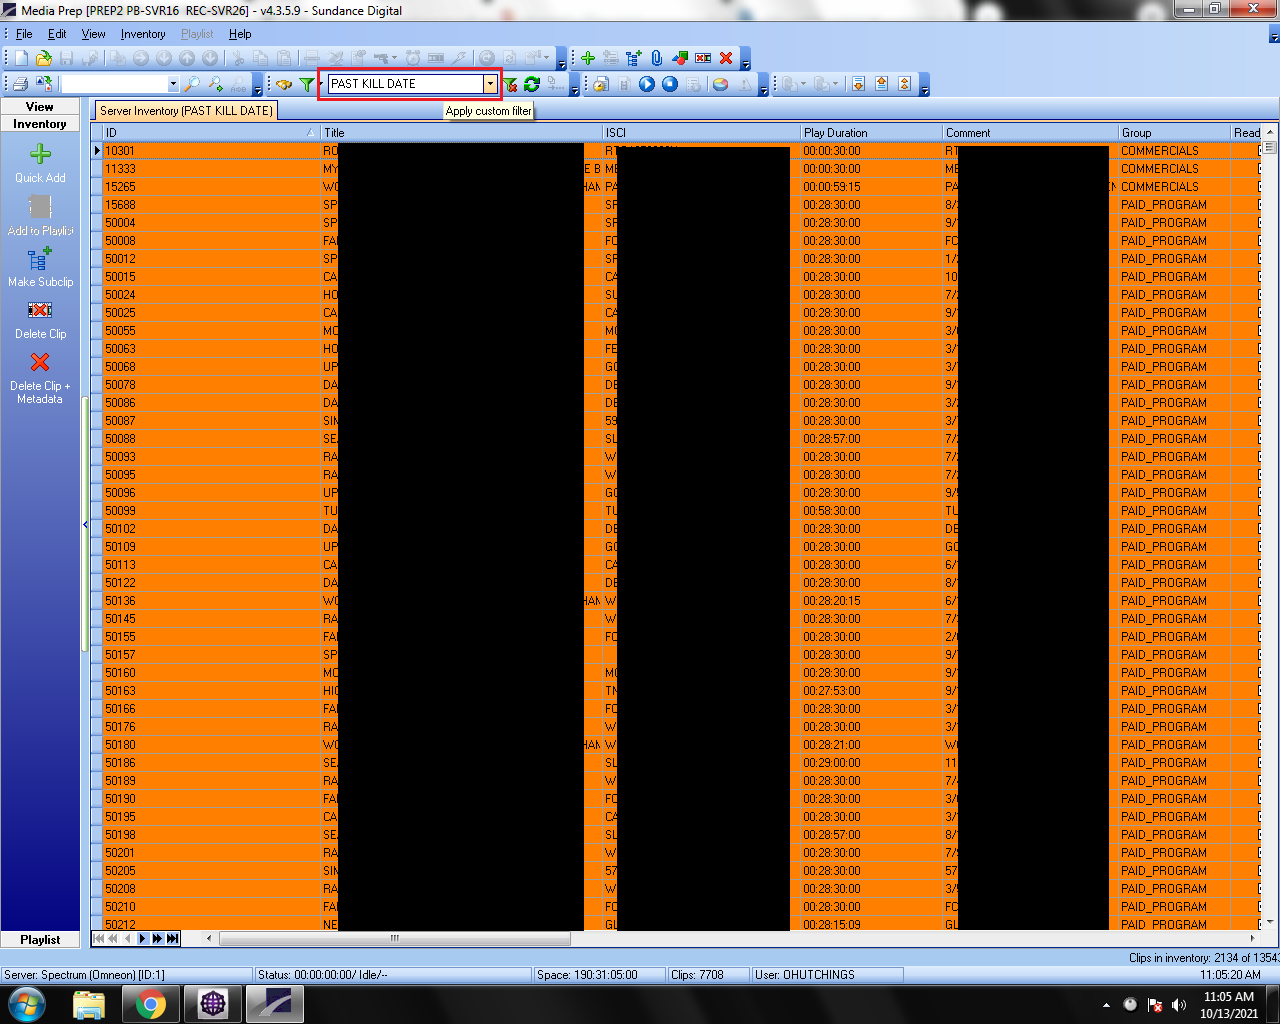 Media Prep [PREP2 PB-SVR16 REC-SVR26] - v4.3.5.9 - Sundance Digital
File Edit View Inventory Playlist Help
PAST KILL DATE
Apply custom filter
View
Inventory
Quick Add
Add to Playlist
Make Subclip
Delete Clip
Delete Clip +
Metadata
Playlist
Server Inventory (PAST KILL DATE)
ID Title ISCI Play Duration Comment Group Read
10301 RO 00:00:30:00 RT COMMERCIALS
11333 MY E B ME 00:00:30:00 ME COMMERCIALS
15265 WO HAM PA 00:00:59:15 PA COMMERCIALS
15688 SP SP 00:28:30:00 8/ PAID_PROGRAM
50004 SP SP 00:28:30:00 9/ PAID_PROGRAM
50008 FA FO 00:28:30:00 FO PAID_PROGRAM
50012 SP SP 00:28:30:00 1/ PAID_PROGRAM
50015 CA CA 00:28:30:00 10 PAID_PROGRAM
50024 HO SU 00:28:30:00 7/ PAID_PROGRAM
50025 CA CA 00:28:30:00 9/ PAID_PROGRAM
50055 MO MO 00:28:30:00 3/ PAID_PROGRAM
50063 HO FE 00:28:30:00 3/ PAID_PROGRAM
50068 UP GO 00:28:30:00 3/ PAID_PROGRAM
50078 DA DE 00:28:30:00 9/ PAID_PROGRAM
50086 DA DE 00:28:30:00 3/ PAID_PROGRAM
50087 SIM 59 00:28:30:00 3/ PAID_PROGRAM
50088 SE SL 00:28:57:00 7/ PAID_PROGRAM
50093 RA W 00:28:30:00 7/ PAID_PROGRAM
50095 RA W 00:28:30:00 7/ PAID_PROGRAM
50096 UP GO 00:28:30:00 9/ PAID_PROGRAM
50099 TU TU 00:58:30:00 TU PAID_PROGRAM
50102 DA DE 00:28:30:00 DE PAID_PROGRAM
50109 UP GO 00:28:30:00 GO PAID_PROGRAM
50113 CA CA 00:28:30:00 6/ PAID_PROGRAM
50122 DA DE 00:28:30:00 8/ PAID_PROGRAM
50136 WO HAM W 00:28:20:15 6/ PAID_PROGRAM
50145 RA W 00:28:30:00 7/ PAID_PROGRAM
50155 FA FO 00:28:30:00 2/ PAID_PROGRAM
50157 SP 00:28:30:00 9/ PAID_PROGRAM
50160 MO MO 00:28:30:00 9/ PAID_PROGRAM
50163 HIG TN 00:27:53:00 9/ PAID_PROGRAM
50166 FA FO 00:28:30:00 3/ PAID_PROGRAM
50176 RA W 00:28:30:00 3/ PAID_PROGRAM
50180 WO HAM W 00:28:21:00 WO PAID_PROGRAM
50186 SE SL 00:29:00:00 11 PAID_PROGRAM
50189 RA W 00:28:30:00 7/ PAID_PROGRAM
50190 FA FO 00:28:30:00 3/ PAID_PROGRAM
50195 CA CA 00:28:30:00 3/ PAID_PROGRAM
50198 SE SL 00:28:57:00 8/ PAID_PROGRAM
50201 RA W 00:28:30:00 7/ PAID_PROGRAM
50205 SIM 57 00:28:30:00 57 PAID_PROGRAM
50208 RA W 00:28:30:00 3/ PAID_PROGRAM
50210 FA FO 00:28:30:00 FO PAID_PROGRAM
50212 NE GL 00:28:15:09 GL PAID_PROGRAM
Clips in inventory: 2134 of 13543
Server: Spectrum (Omneon) [ID:1] Status: 00:00:00:00/ Idle/-- Space: 190:31:05:00 Clips: 7708 User: OHUTCHINGS 11:05:20 AM
11:05 AM
10/13/2021